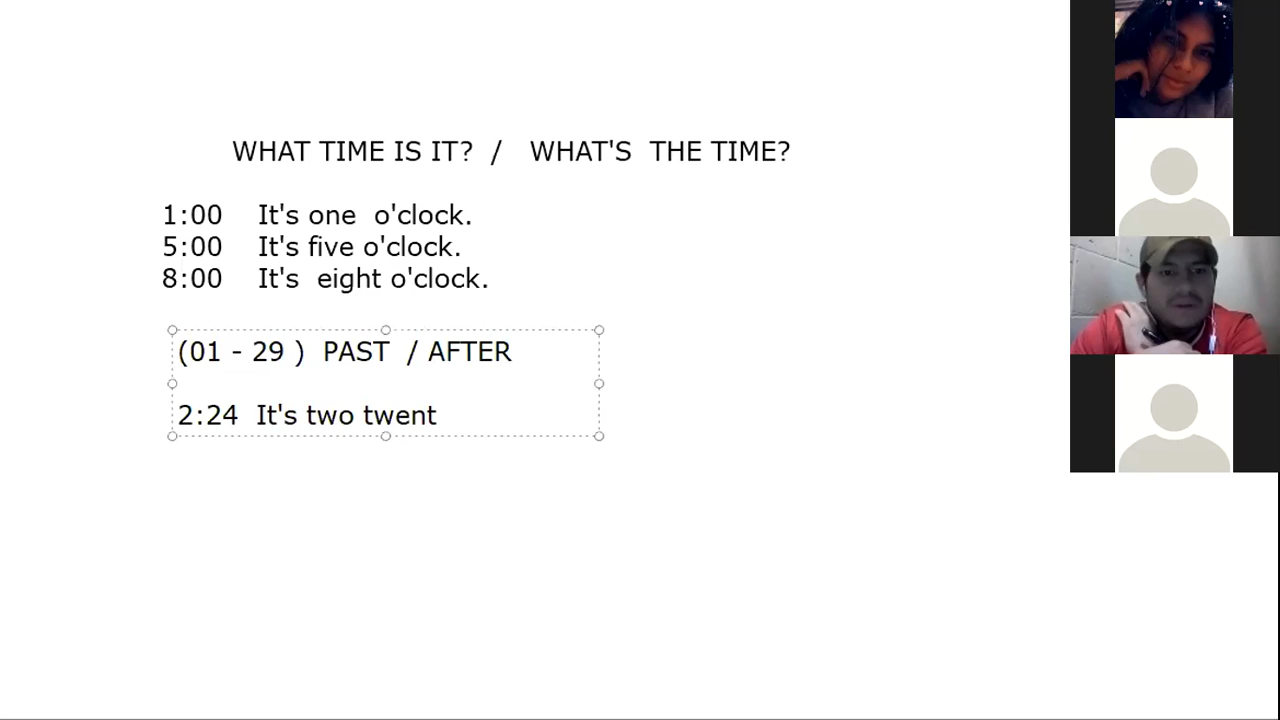 WHAT TIME IS IT? / WHAT'S THE TIME?
1:00 It's one o'clock.
5:00 It's five o'clock.
8:00 It's eight o'clock.
(01 - 29 ) PAST / AFTER
2:24 It's two twent